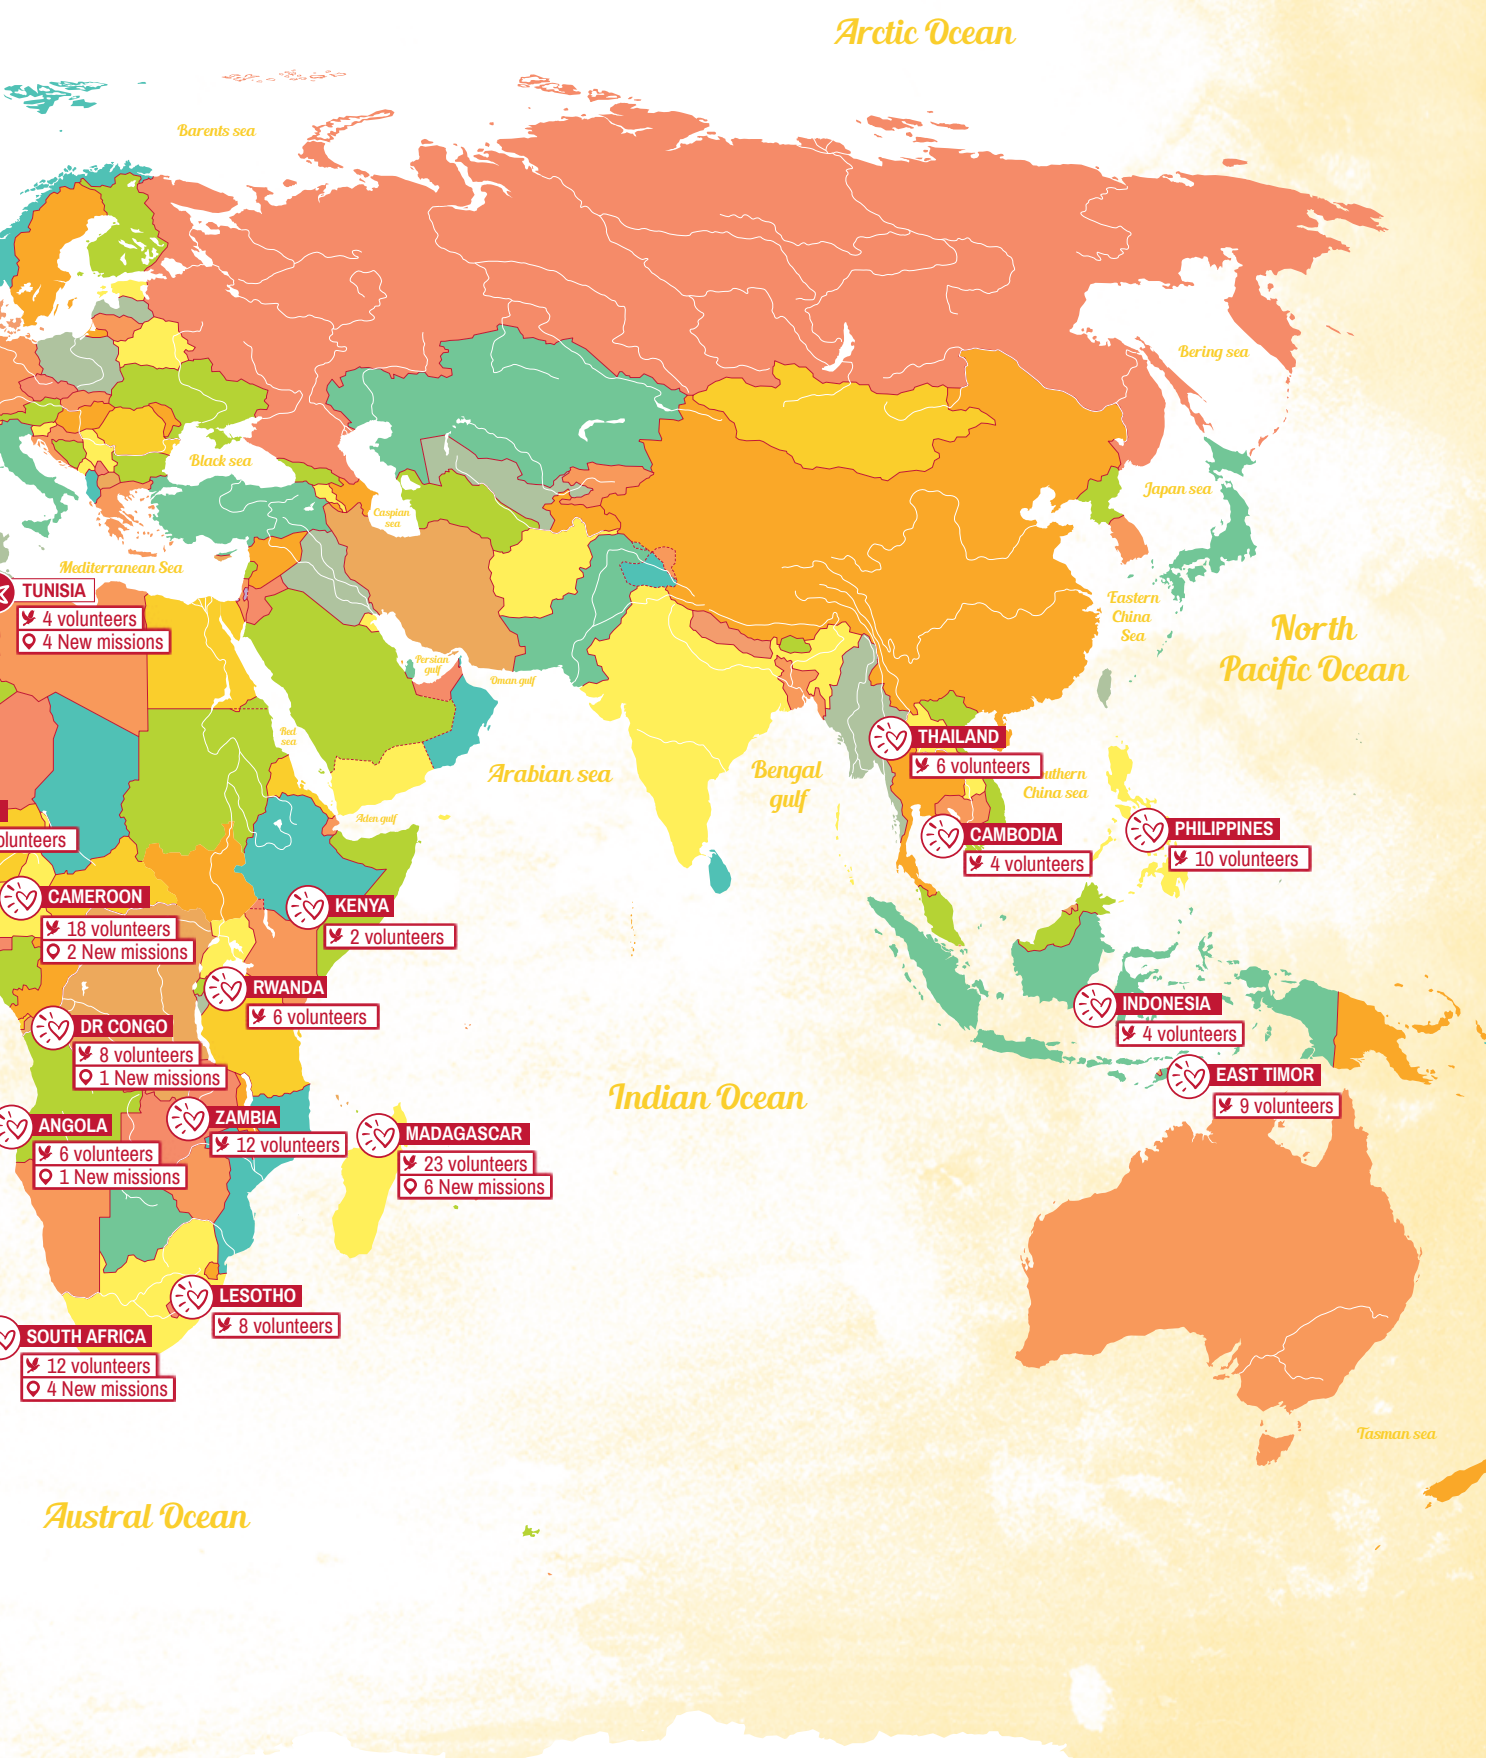 Arctic Ocean
Barents sea
Bering sea
Black sea
Japan sea
Caspian
sea
Mediterranean Sea
TUNISIA
4 volunteers
4 New missions
Eastern
China
Sea
North
Pacific Ocean
Persian
gulf
Oman gulf
Red
sea
THAILAND
6 volunteers
Arabian sea
Bengal
gulf
uthern
China sea
Aden gulf
olunteers
CAMBODIA
4 volunteers
PHILIPPINES
10 volunteers
CAMEROON
18 volunteers
2 New missions
KENYA
2 volunteers
RWANDA
6 volunteers
INDONESIA
4 volunteers
DR CONGO
8 volunteers
1 New missions
EAST TIMOR
9 volunteers
Indian Ocean
ANGOLA
6 volunteers
1 New missions
ZAMBIA
12 volunteers
MADAGASCAR
23 volunteers
6 New missions
LESOTHO
8 volunteers
SOUTH AFRICA
12 volunteers
4 New missions
Tasman sea
Austral Ocean